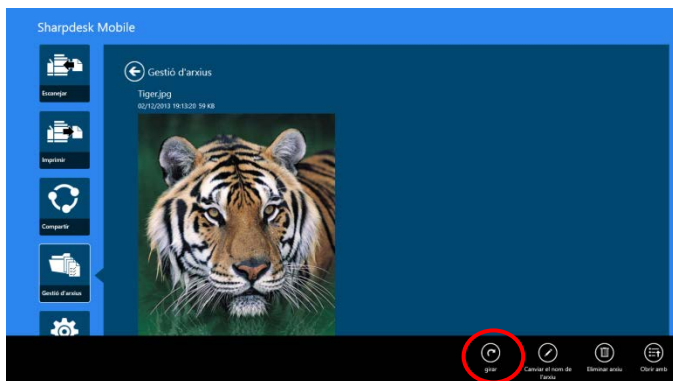 Sharpdesk Mobile
Escanejar
Imprimir
Compartir
Gestió d'arxius
Gestió d'arxius
Tiger.jpg
02/12/2013 19:13:20 59 KB
girar
Canviar el nom de
l'arxiu
Eliminar arxiu
Obrir amb